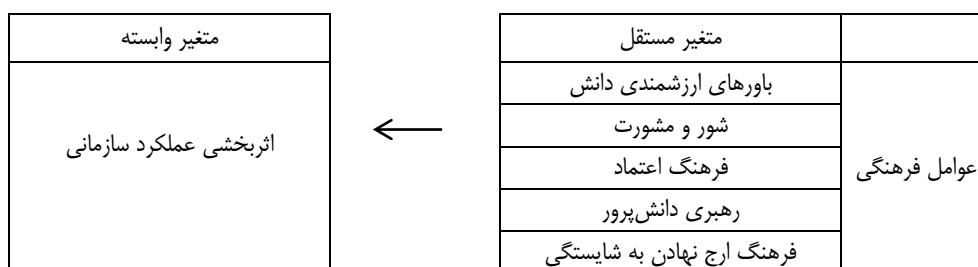 متغیر مستقل
متغیر وابسته
عوامل فرهنگی
باورهای ارزشمندی دانش
شور و مشورت
فرهنگ اعتماد
رهبری دانش‌پرور
فرهنگ ارج نهادن به شایستگی
اثربخشی عملکرد سازمانی